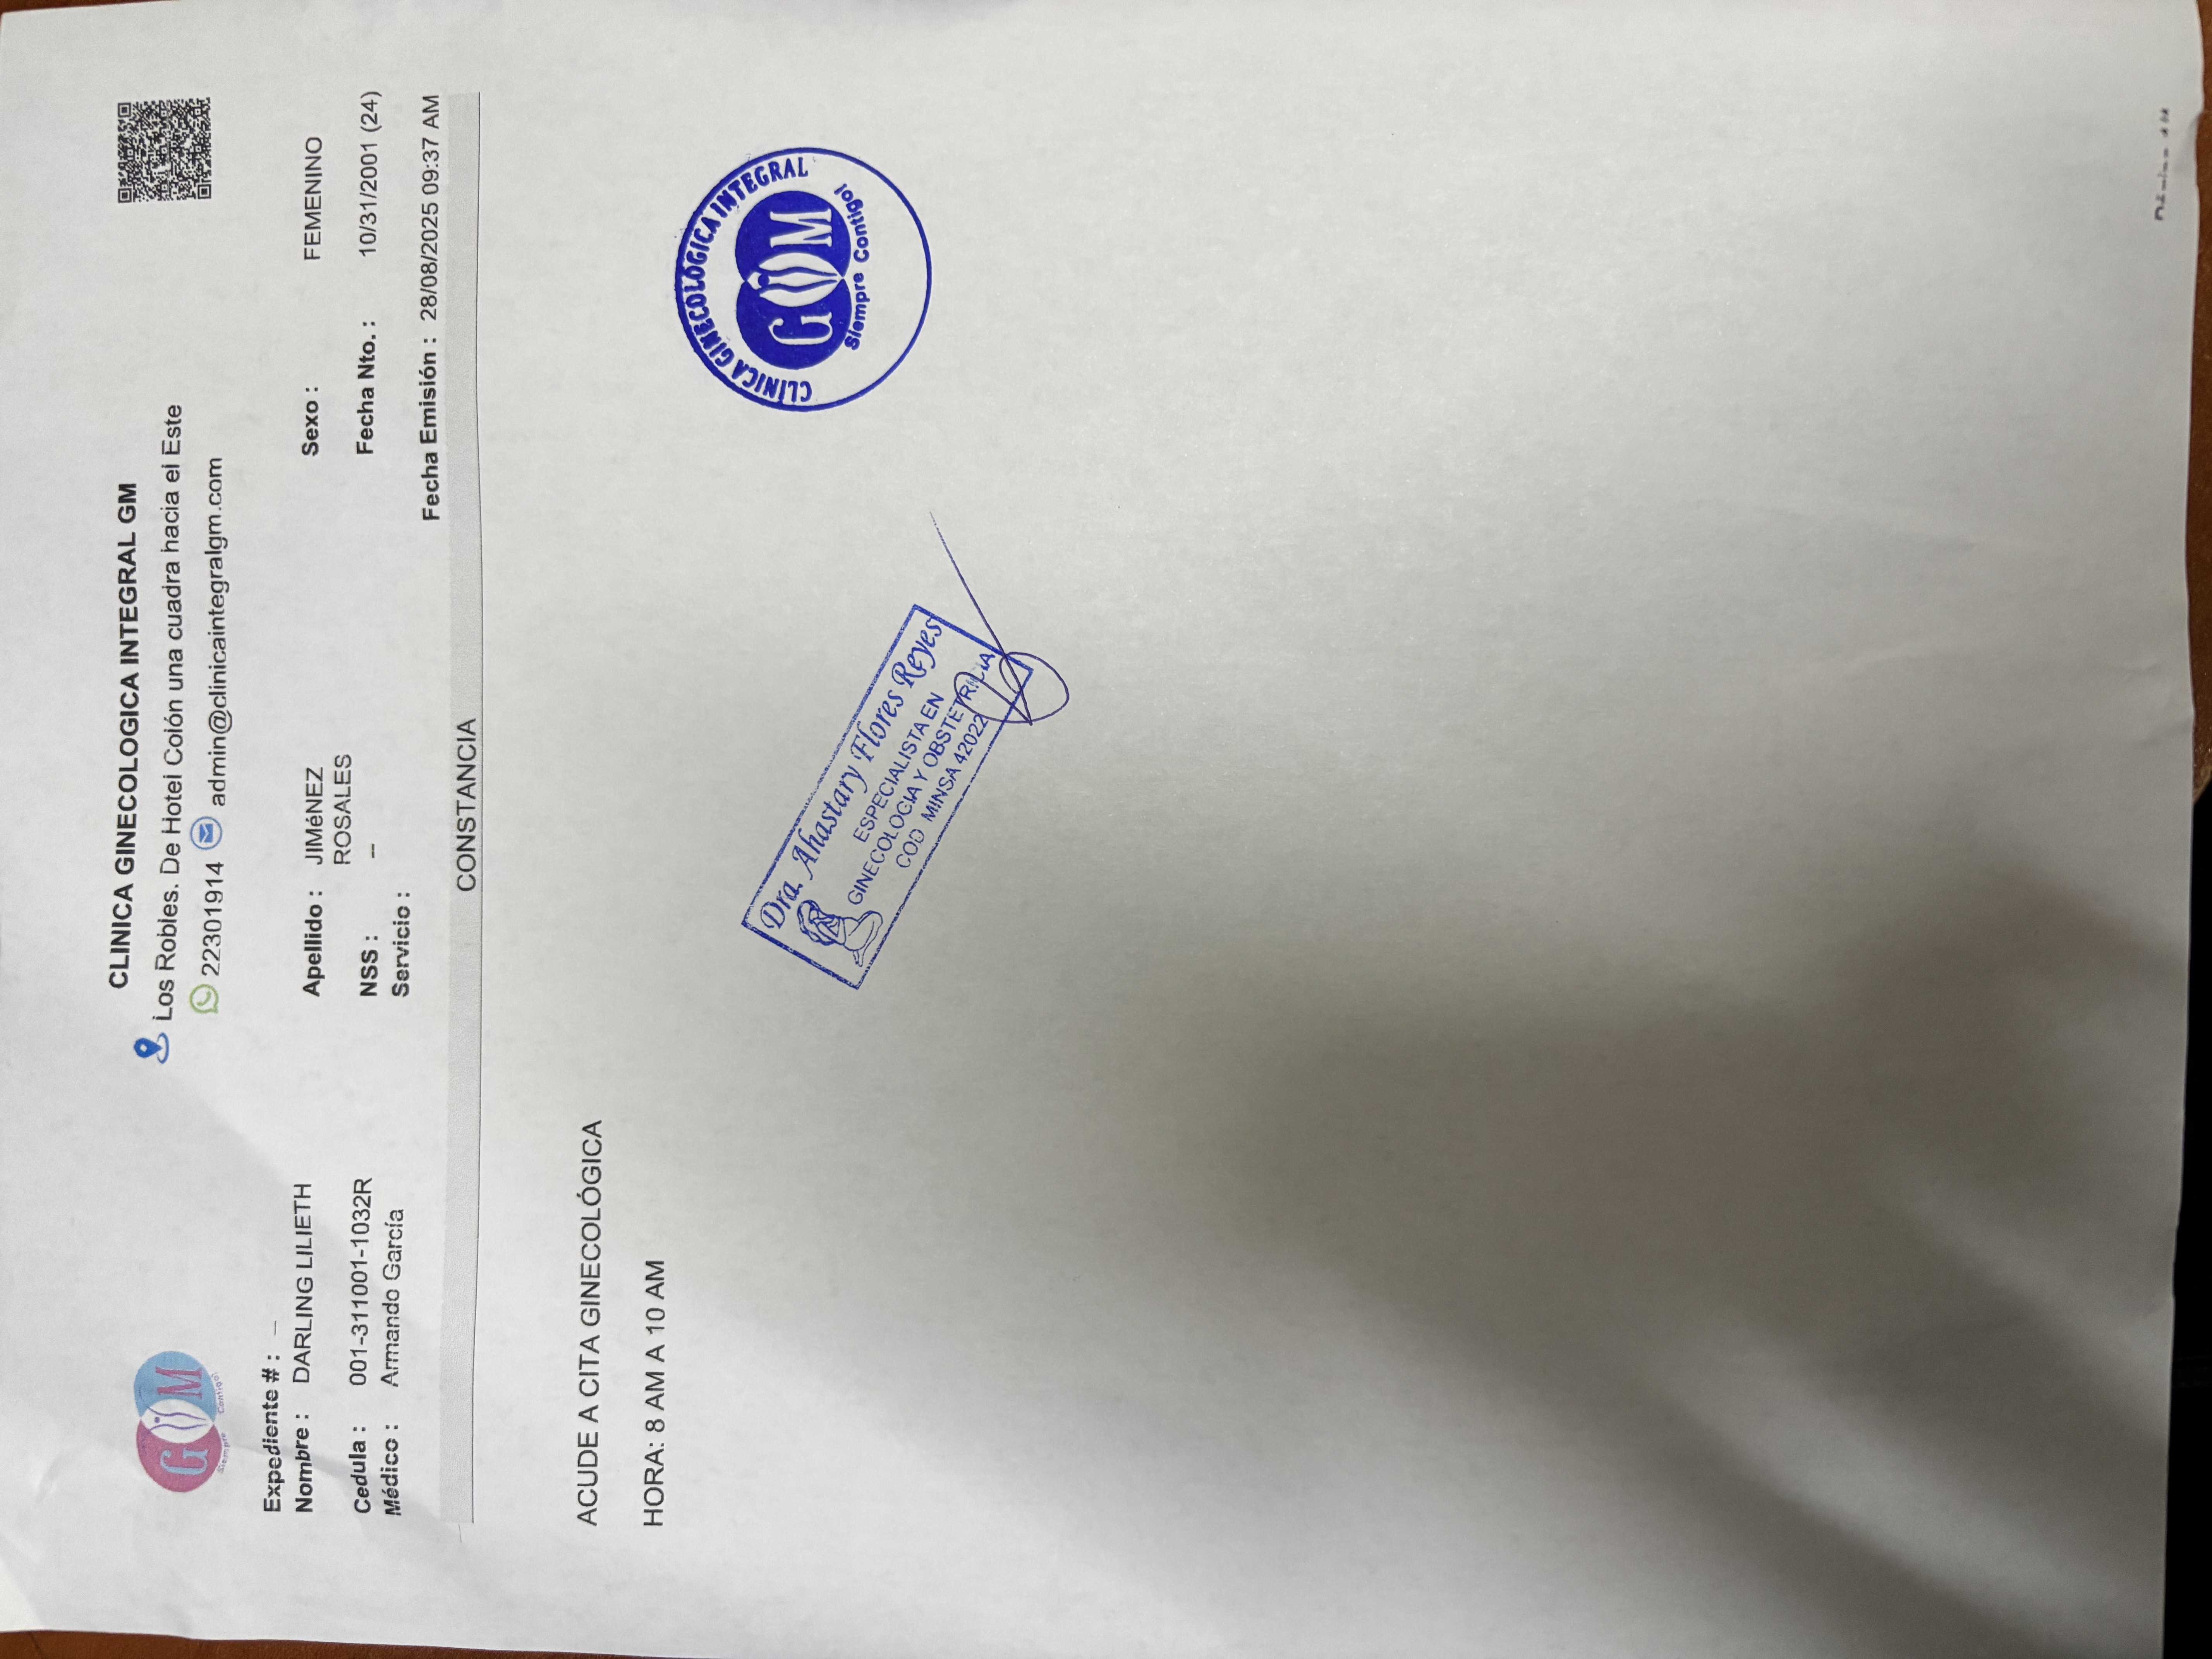 GM
Siempre Contigo!
CLINICA GINECOLOGICA INTEGRAL GM
Los Robles. De Hotel Colón una cuadra hacia el Este
22301914 admin@clinicaintegralgm.com
Expediente # : –
Nombre : DARLING LILIETH
Apellido : JIMéNEZ
ROSALES
Sexo : FEMENINO
Cedula : 001-311001-1032R
NSS : --
Fecha Nto. : 10/31/2001 (24)
Médico : Armando García
Servicio :
Fecha Emisión : 28/08/2025 09:37 AM
CONSTANCIA
ACUDE A CITA GINECOLÓGICA
HORA: 8 AM A 10 AM
Dra. Ahastary Flores Reyes
ESPECIALISTA EN
GINECOLOGIA Y OBSTETRICIA
COD MINSA 42022
CLÍNICA GINECOLÓGICA INTEGRAL
GM
Siempre Contigo!